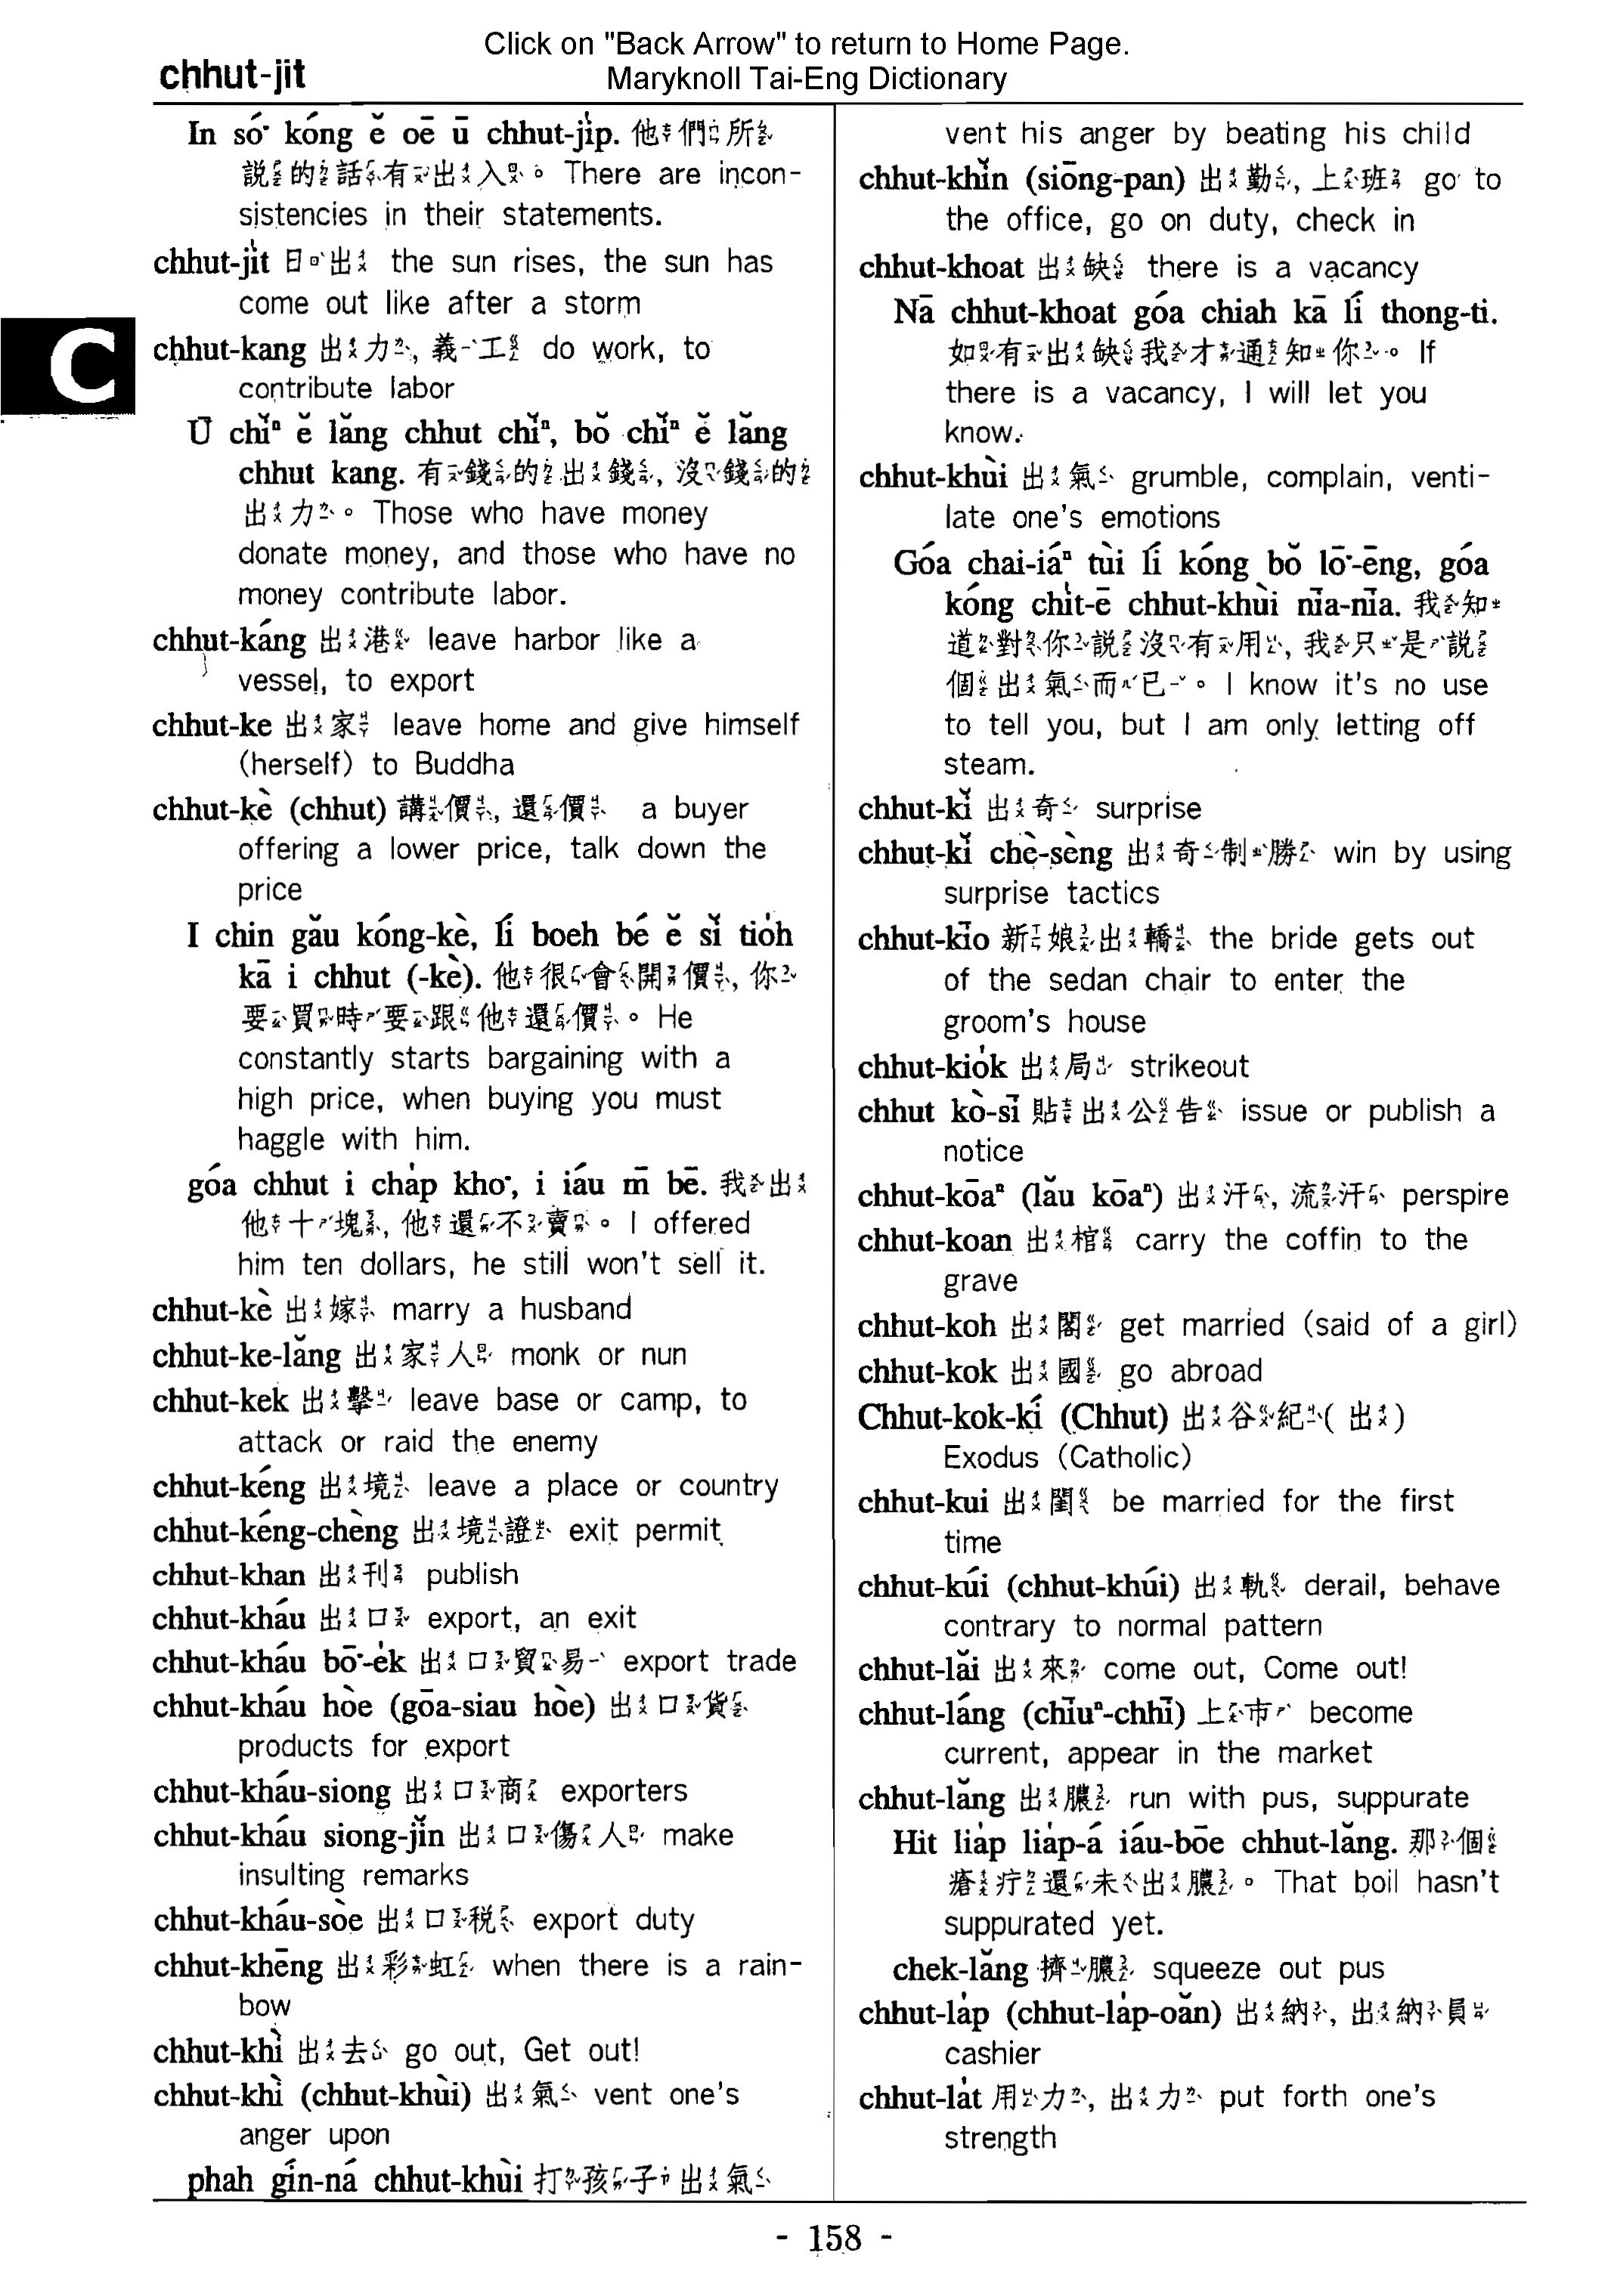 Click on "Back Arrow" to return to Home Page.
Maryknoll Tai-Eng Dictionary
chhut-jit
In só· kóng ĕ oē ū chhut-ji̍p. 他們所
說的話有出入。 There are incon-
sistencies in their statements.
chhut-ji̍t 日出 the sun rises, the sun has
come out like after a storm
C
chhut-kang 出力, 義工 do work, to
contribute labor
Ū chĭⁿ ĕ lăng chhut chĭⁿ, bŏ chĭⁿ ĕ lăng
chhut kang. 有錢的出錢, 沒錢的
出力。 Those who have money
donate money, and those who have no
money contribute labor.
chhut-káng 出港 leave harbor like a
vessel, to export
chhut-ke 出家 leave home and give himself
(herself) to Buddha
chhut-kè (chhut) 講價, 還價 a buyer
offering a lower price, talk down the
price
I chin gău kóng-kè, lí boeh bé ĕ sĭ tio̍h
kā i chhut (-kè). 他很會開價, 你
要買時要跟他還價。 He
constantly starts bargaining with a
high price, when buying you must
haggle with him.
góa chhut i cha̍p kho·, i iáu m̄ bē. 我出
他十塊, 他還不賣。 I offered
him ten dollars, he still won't sell it.
chhut-kè 出嫁 marry a husband
chhut-ke-lăng 出家人 monk or nun
chhut-kek 出擊 leave base or camp, to
attack or raid the enemy
chhut-kéng 出境 leave a place or country
chhut-kéng-chèng 出境證 exit permit
chhut-khan 出刊 publish
chhut-kháu 出口 export, an exit
chhut-kháu bō·-e̍k 出口貿易 export trade
chhut-kháu hòe (gōa-siau hòe) 出口貨
products for export
chhut-kháu-siong 出口商 exporters
chhut-kháu siong-jĭn 出口傷人 make
insulting remarks
chhut-kháu-sòe 出口稅 export duty
chhut-khēng 出彩虹 when there is a rain-
bow
chhut-khì 出去 go out, Get out!
chhut-khì (chhut-khùi) 出氣 vent one's
anger upon
phah gín-ná chhut-khùi 打孩子出氣
vent his anger by beating his child
chhut-khĭn (siōng-pan) 出勤, 上班 go to
the office, go on duty, check in
chhut-khoat 出缺 there is a vacancy
Nā chhut-khoat góa chiah kā lí thong-ti.
如有出缺我才通知你。 If
there is a vacancy, I will let you
know.
chhut-khùi 出氣 grumble, complain, venti-
late one's emotions
Góa chai-iáⁿ tùi lí kóng bŏ lō·-ēng, góa
kóng chi̍t-ē chhut-khùi nīa-nīa. 我知
道對你說沒有用, 我只是說
個出氣而已。 I know it's no use
to tell you, but I am only letting off
steam.
chhut-kĭ 出奇 surprise
chhut-kĭ chè-sèng 出奇制勝 win by using
surprise tactics
chhut-kīo 新娘出轎 the bride gets out
of the sedan chair to enter the
groom's house
chhut-kio̍k 出局 strikeout
chhut kò-sī 貼出公告 issue or publish a
notice
chhut-kōaⁿ (lău kōaⁿ) 出汗, 流汗 perspire
chhut-koan 出棺 carry the coffin to the
grave
chhut-koh 出閣 get married (said of a girl)
chhut-kok 出國 go abroad
Chhut-kok-kí (Chhut) 出谷紀(出)
Exodus (Catholic)
chhut-kui 出閨 be married for the first
time
chhut-kúi (chhut-khúi) 出軌 derail, behave
contrary to normal pattern
chhut-lăi 出來 come out, Come out!
chhut-láng (chīuⁿ-chhī) 上市 become
current, appear in the market
chhut-lăng 出膿 run with pus, suppurate
Hit lia̍p lia̍p-á iáu-bōe chhut-lăng. 那個
瘡疔還未出膿。 That boil hasn't
suppurated yet.
chek-lăng 擠膿 squeeze out pus
chhut-la̍p (chhut-la̍p-oăn) 出納, 出納員
cashier
chhut-la̍t 用力, 出力 put forth one's
strength
- 158 -